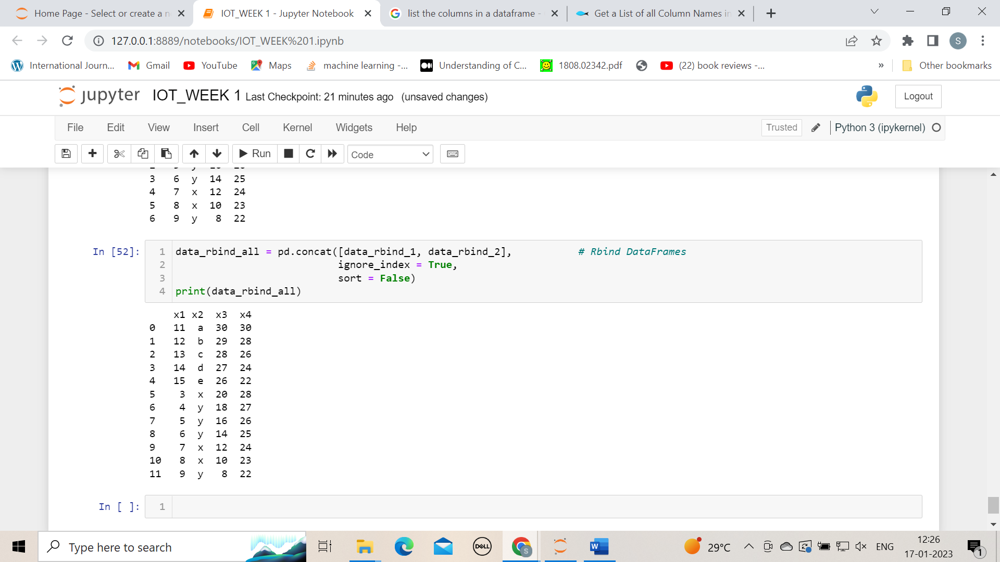 Home Page - Select or create a n
IOT_WEEK 1 - Jupyter Notebook
list the columns in a dataframe -
Get a List of all Column Names in
127.0.0.1:8889/notebooks/IOT_WEEK%201.ipynb
S
International Journ...
Gmail
YouTube
Maps
machine learning -...
Understanding of C...
1808.02342.pdf
(22) book reviews -...
»
Other bookmarks
jupyter IOT_WEEK 1 Last Checkpoint: 21 minutes ago (unsaved changes)
Logout
File Edit View Insert Cell Kernel Widgets Help
Trusted
Python 3 (ipykernel)
Run
Code
3 6 y 14 25
4 7 x 12 24
5 8 x 10 23
6 9 y 8 22
In [52]:
1 data_rbind_all = pd.concat([data_rbind_1, data_rbind_2], # Rbind DataFrames
2 ignore_index = True,
3 sort = False)
4 print(data_rbind_all)
x1 x2 x3 x4
0 11 a 30 30
1 12 b 29 28
2 13 c 28 26
3 14 d 27 24
4 15 e 26 22
5 3 x 20 28
6 4 y 18 27
7 5 y 16 26
8 6 y 14 25
9 7 x 12 24
10 8 x 10 23
11 9 y 8 22
In [ ]: 1
Type here to search
DELL
S
W
29°C
ENG
12:26
17-01-2023
1